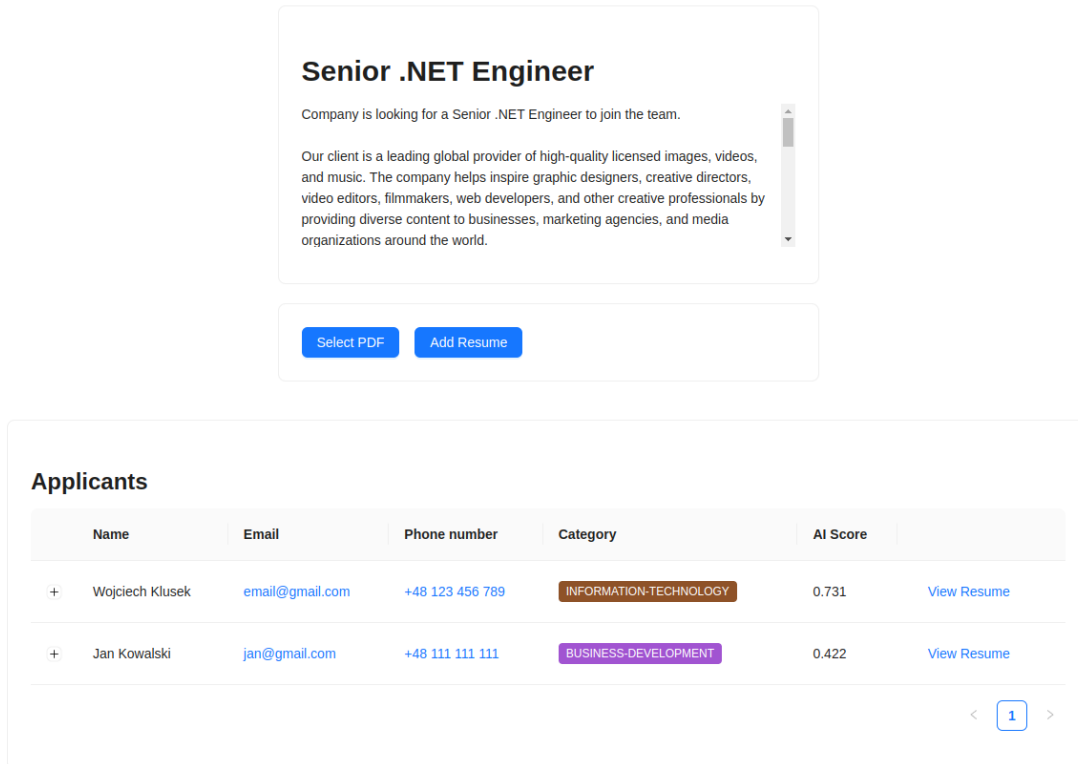 Senior .NET Engineer
Company is looking for a Senior .NET Engineer to join the team.
Our client is a leading global provider of high-quality licensed images, videos,
and music. The company helps inspire graphic designers, creative directors,
video editors, filmmakers, web developers, and other creative professionals by
providing diverse content to businesses, marketing agencies, and media
organizations around the world.
Select PDF Add Resume
Applicants
Name Email Phone number Category AI Score
+ Wojciech Klusek email@gmail.com +48 123 456 789 INFORMATION-TECHNOLOGY 0.731 View Resume
+ Jan Kowalski jan@gmail.com +48 111 111 111 BUSINESS-DEVELOPMENT 0.422 View Resume
< 1 >